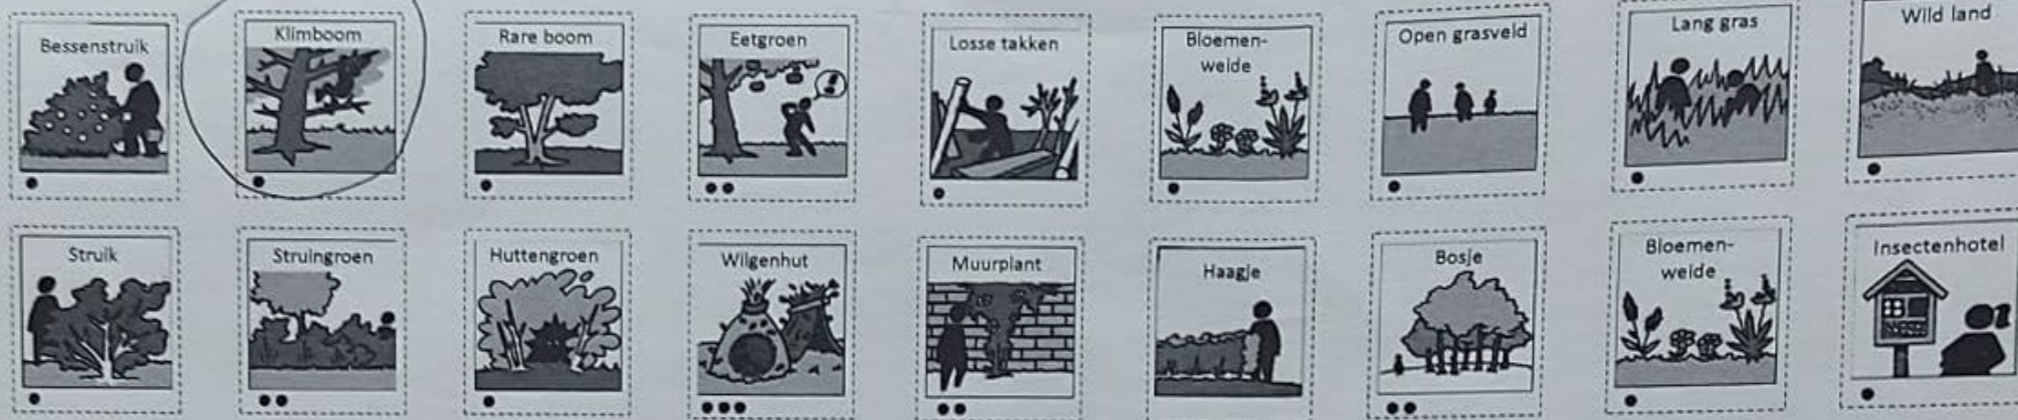 Bessenstruik
Klimboom
Rare boom
Eetgroen
Losse takken
Bloemen-
weide
Open grasveld
Lang gras
Wild land
Struik
Struingroen
Huttengroen
Wilgenhut
Muurplant
Haagje
Bosje
Bloemen-
weide
Insectenhotel